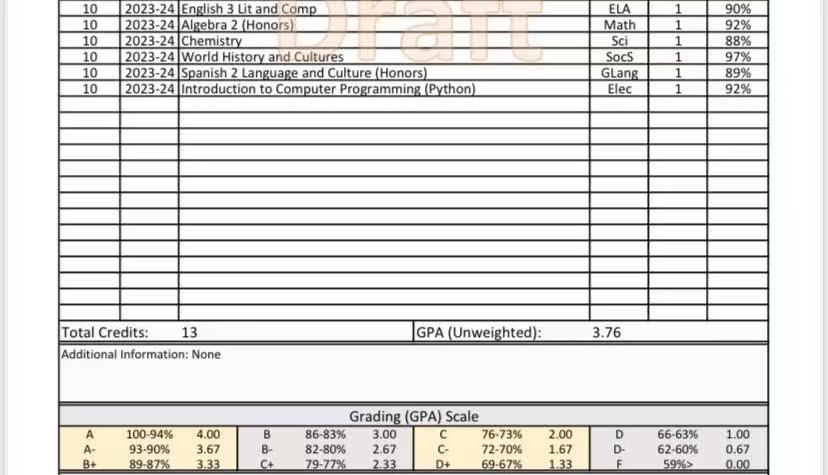 10 2023-24 English 3 Lit and Comp ELA 1 90%
10 2023-24 Algebra 2 (Honors) Math 1 92%
10 2023-24 Chemistry Sci 1 88%
10 2023-24 World History and Cultures SocS 1 97%
10 2023-24 Spanish 2 Language and Culture (Honors) GLang 1 89%
10 2023-24 Introduction to Computer Programming (Python) Elec 1 92%
Draft
Total Credits: 13 GPA (Unweighted): 3.76
Additional Information: None
Grading (GPA) Scale
A 100-94% 4.00 B 86-83% 3.00 C 76-73% 2.00 D 66-63% 1.00
A- 93-90% 3.67 B- 82-80% 2.67 C- 72-70% 1.67 D- 62-60% 0.67
B+ 89-87% 3.33 C+ 79-77% 2.33 D+ 69-67% 1.33 F 59%> 0.00